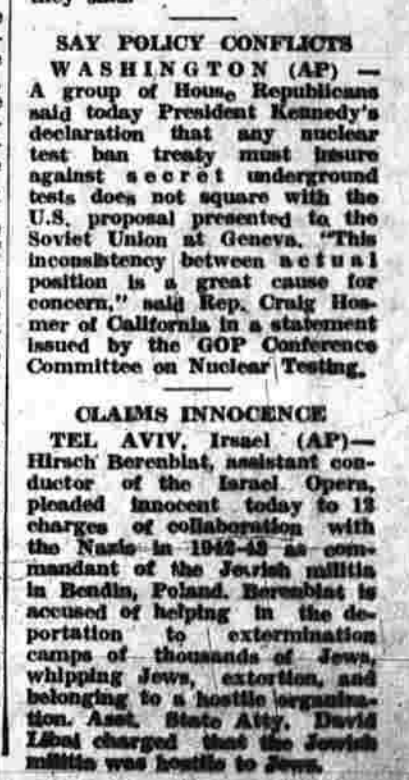 SAY POLICY CONFLICTS
WASHINGTON (AP) —
A group of House Republicans
said today President Kennedy's
declaration that any nuclear
test ban treaty must insure
against secret underground
tests does not square with the
U.S. proposal presented to the
Soviet Union at Geneva. "This
inconsistency between actual
position is a great cause for
concern," said Rep. Craig Hos-
mer of California in a statement
issued by the GOP Conference
Committee on Nuclear Testing.
CLAIMS INNOCENCE
TEL AVIV, Irsael (AP)—
Hirsch Berenblat, assistant con-
ductor of the Israel Opera,
pleaded innocent today to 12
charges of collaboration with
the Nazis in 1942-43 as com-
mandant of the Jewish militia
in Bendin, Poland. Berenblat is
accused of helping in the de-
portation to extermination
camps of thousands of Jews,
whipping Jews, extortion, and
belonging to a hostile organiza-
tion. Asst. State Atty. David
Libai charged that the Jewish
militia was hostile to Jews.